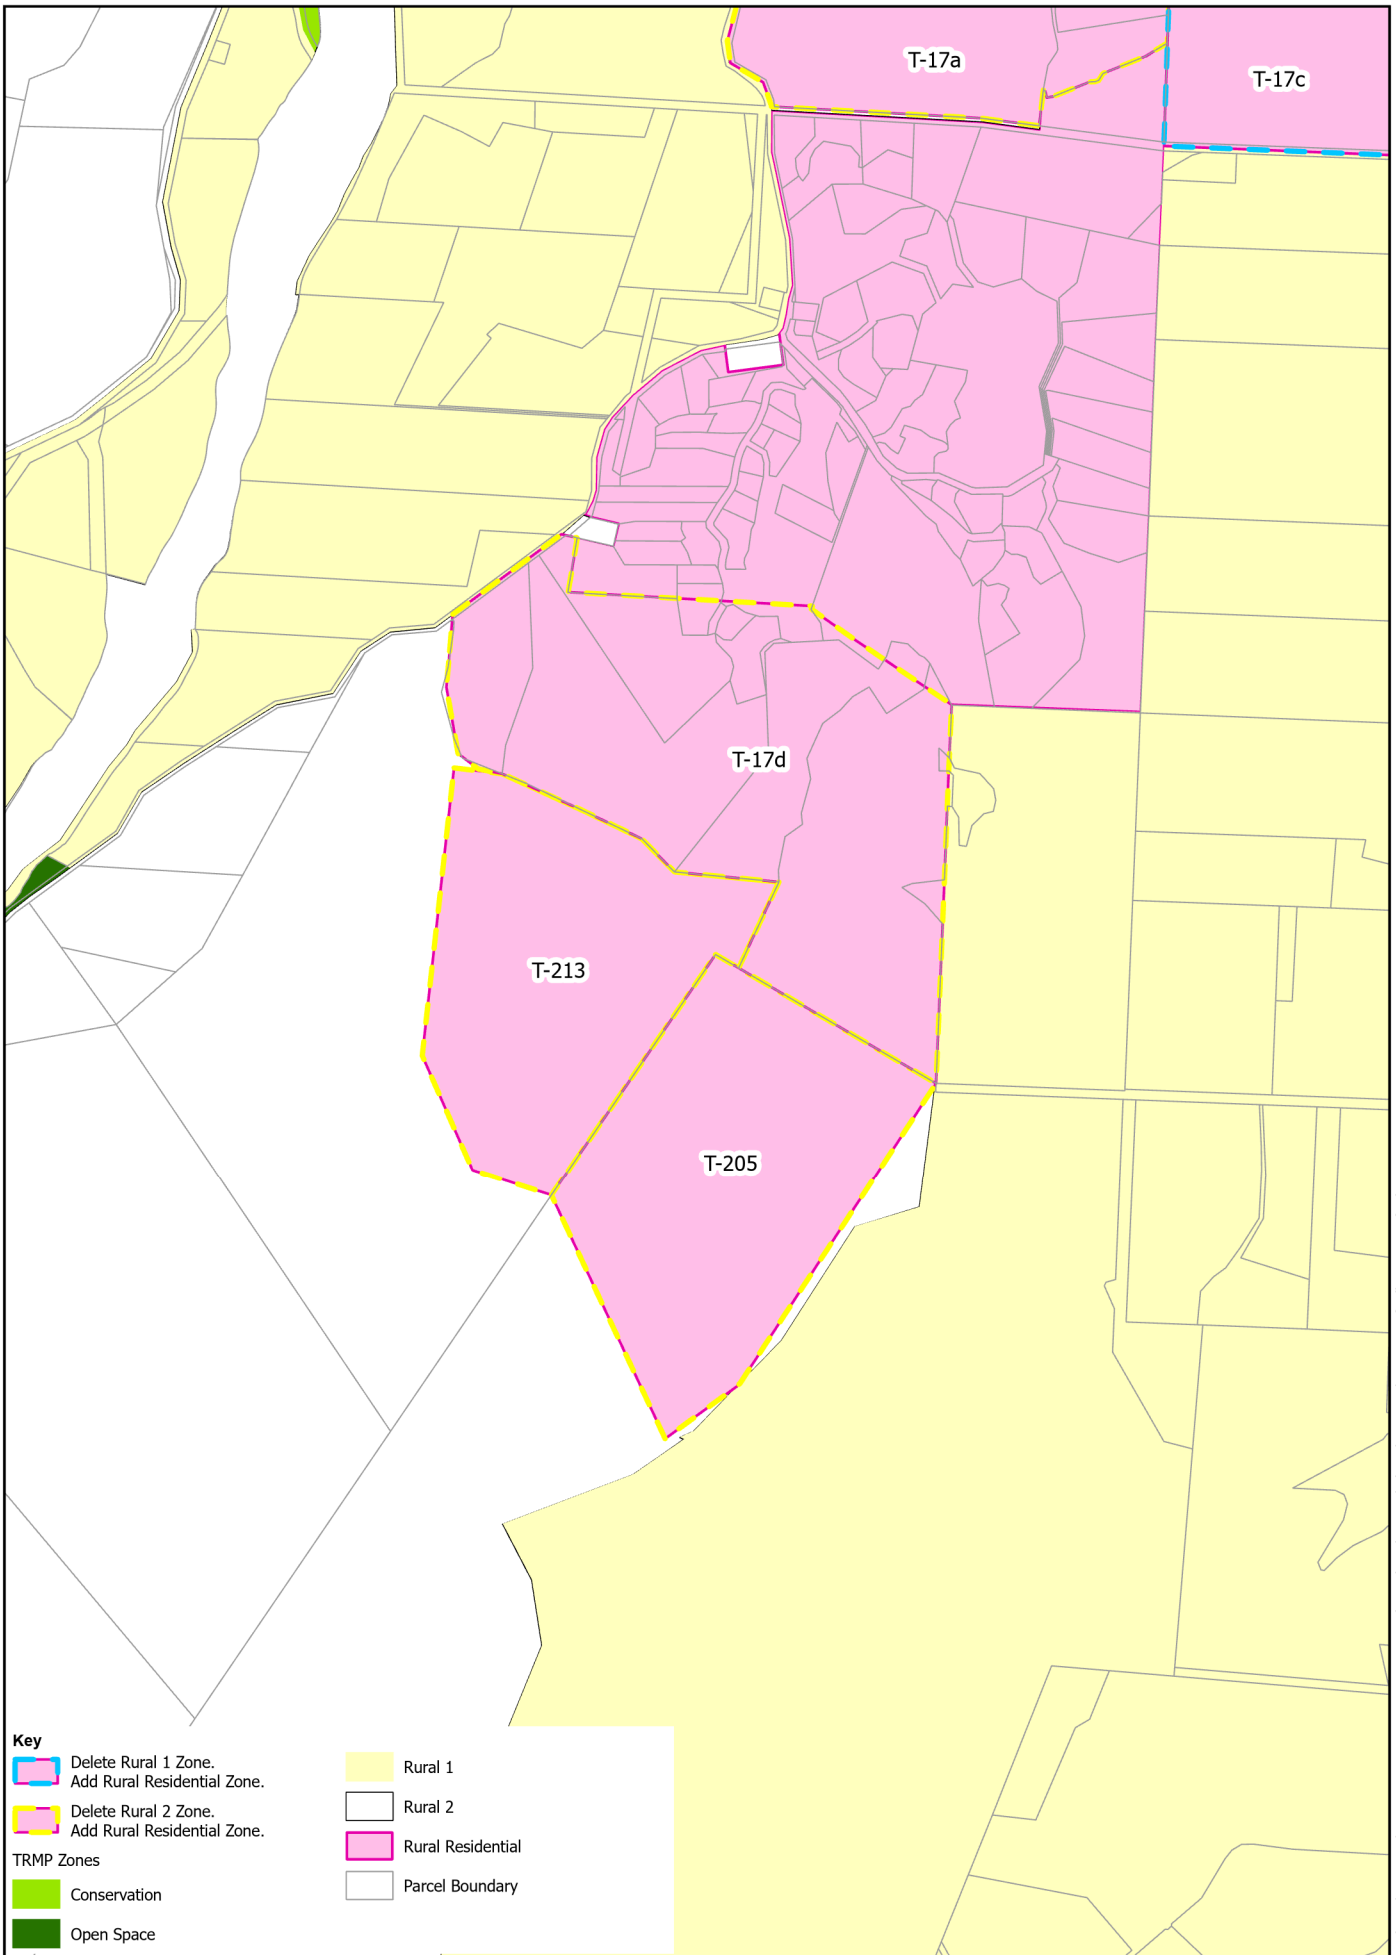 T-17a
T-17c
T-17d
T-213
T-205
Key
Delete Rural 1 Zone.
Add Rural Residential Zone.
Delete Rural 2 Zone.
Add Rural Residential Zone.
TRMP Zones
Conservation
Open Space
Rural 1
Rural 2
Rural Residential
Parcel Boundary